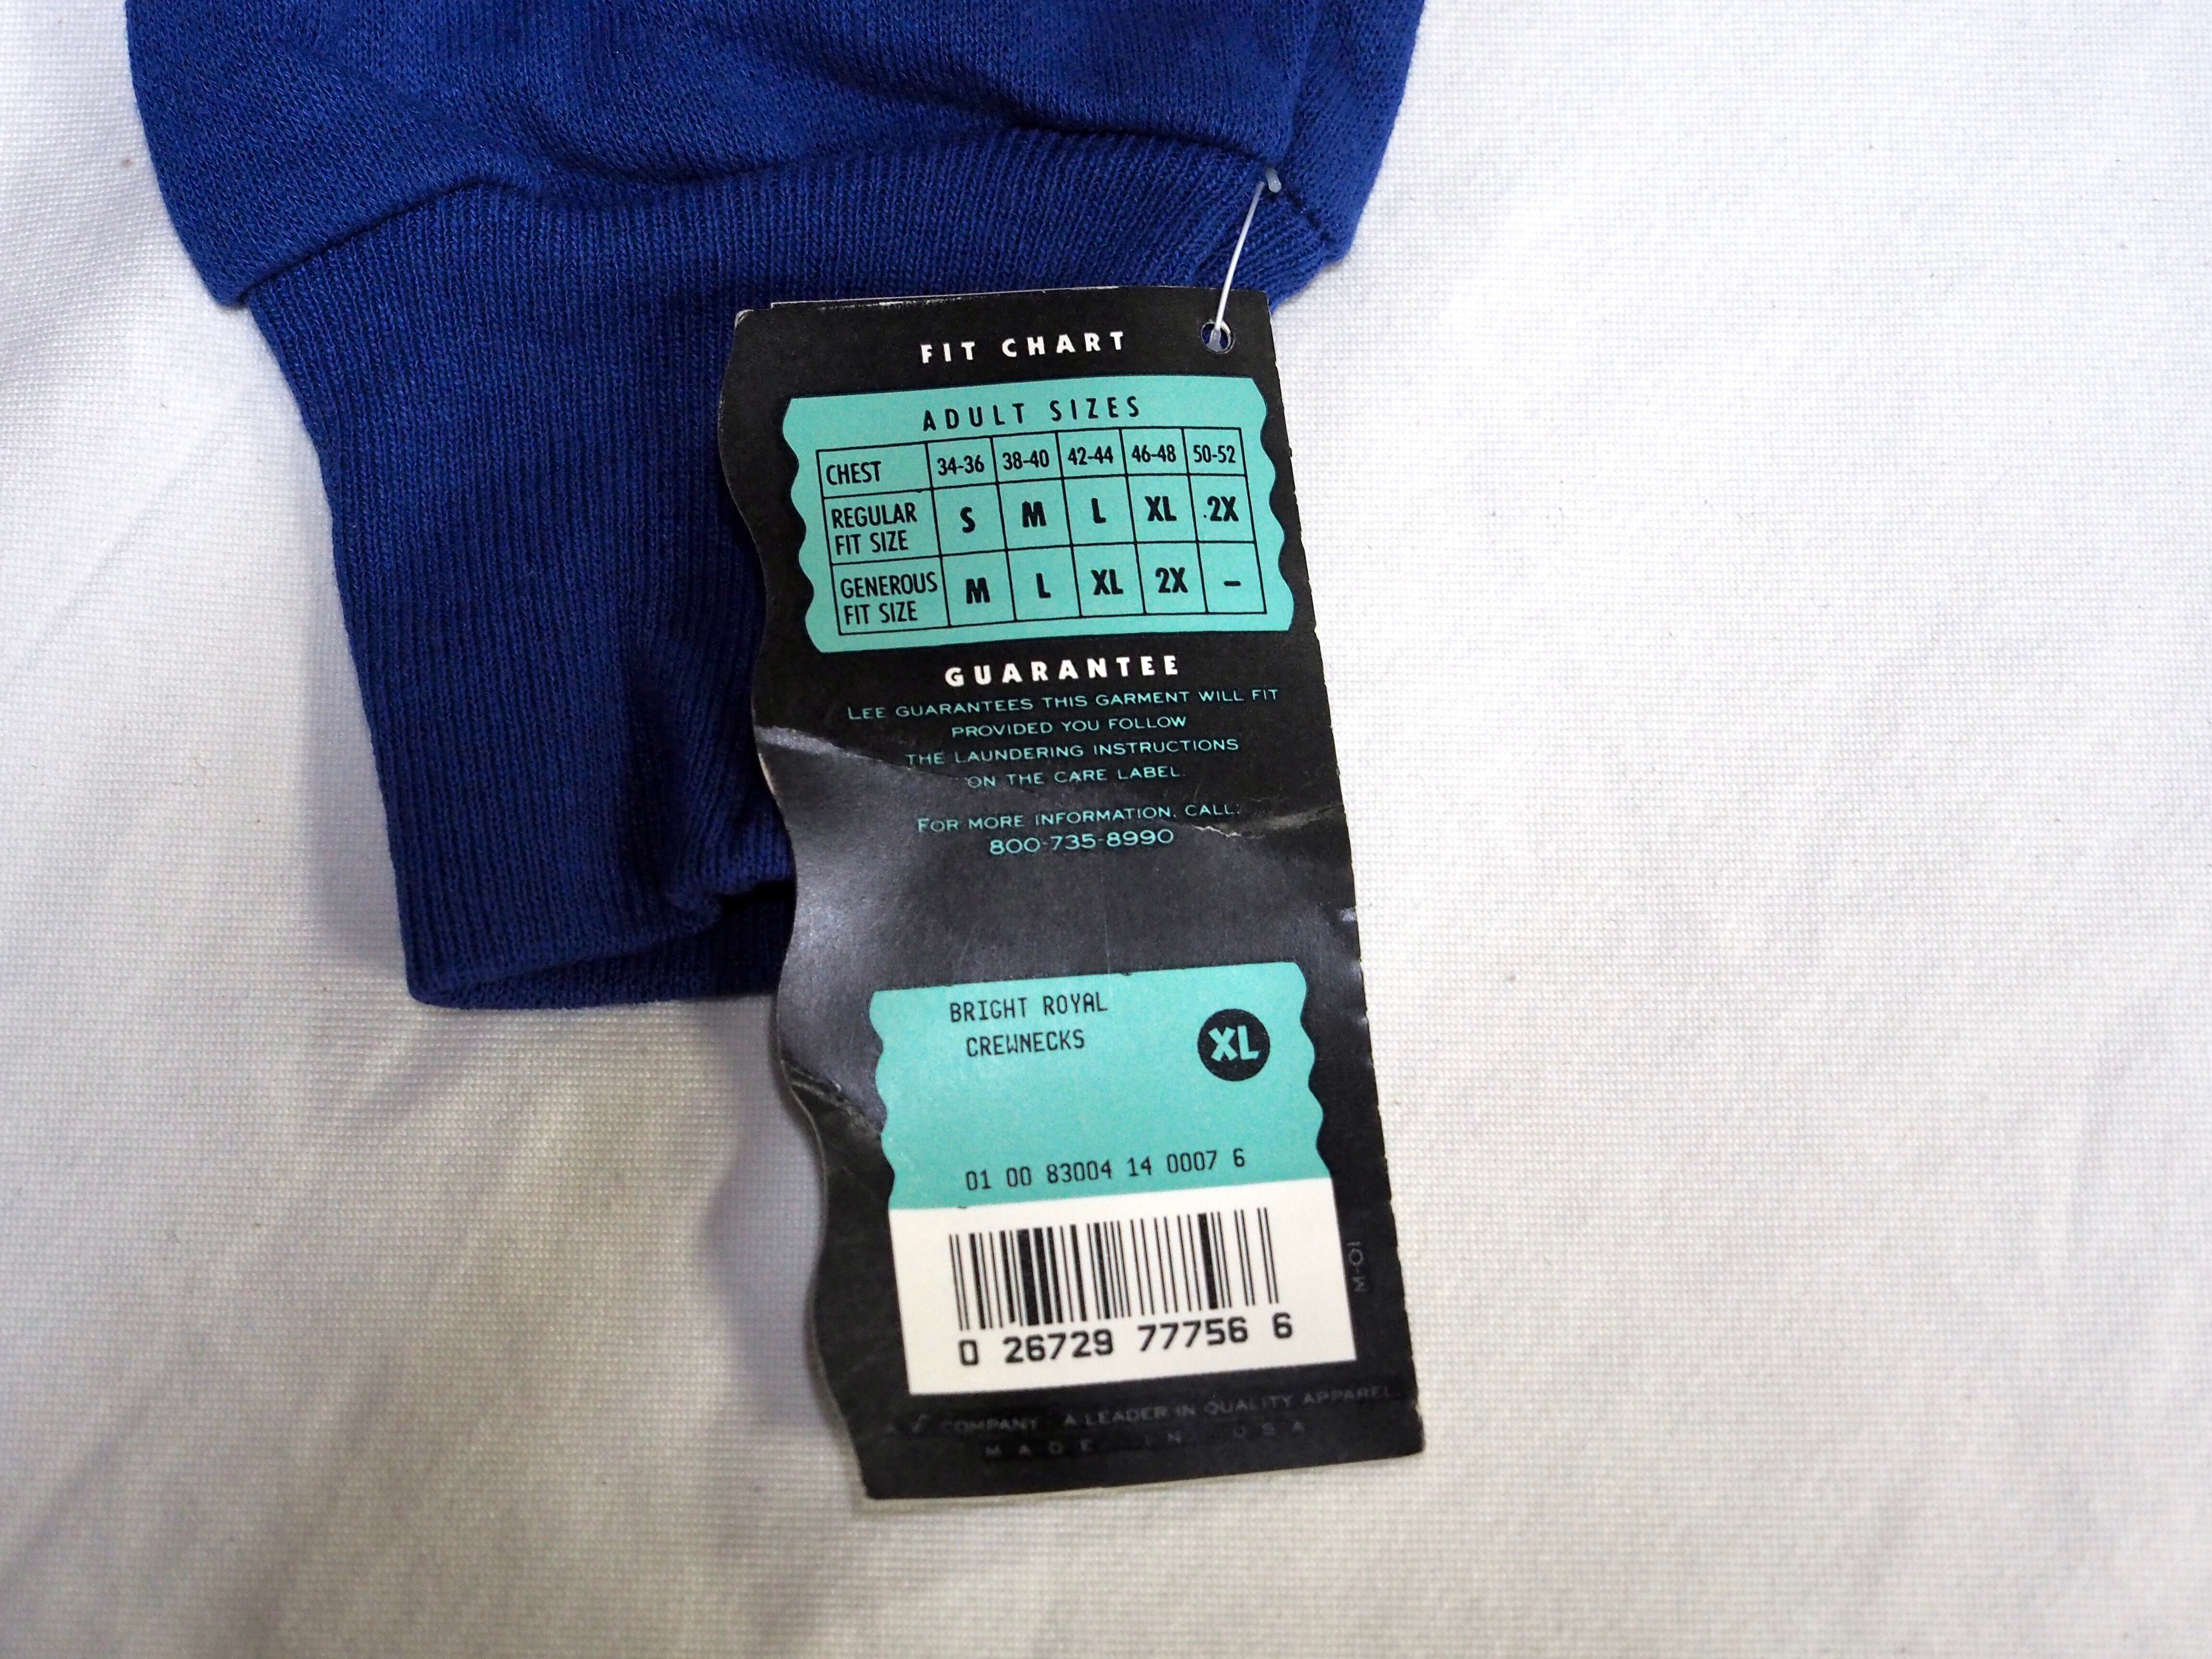 FIT CHART
ADULT SIZES
CHEST 34-36 38-40 42-44 46-48 50-52
REGULAR FIT SIZE S M L XL 2X
GENEROUS FIT SIZE M L XL 2X –
GUARANTEE
LEE GUARANTEES THIS GARMENT WILL FIT
PROVIDED YOU FOLLOW
THE LAUNDERING INSTRUCTIONS
ON THE CARE LABEL.
FOR MORE INFORMATION, CALL:
800-735-8990
BRIGHT ROYAL
CREWNECKS
XL
01 00 83004 14 0007 6
0 26729 77756 6
M-01
A VF COMPANY A LEADER IN QUALITY APPAREL.
MADE IN USA